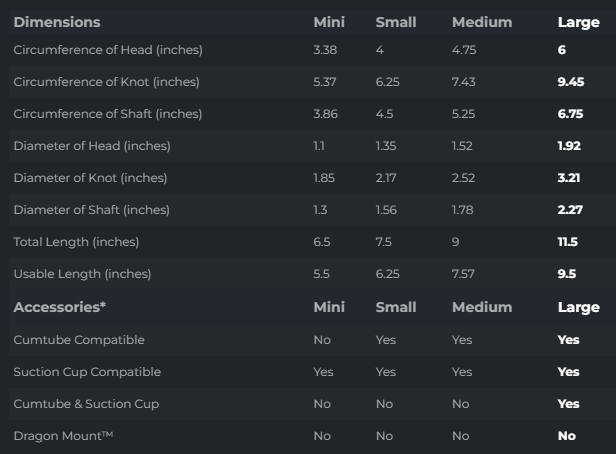 Dimensions Mini Small Medium Large
Circumference of Head (inches) 3.38 4 4.75 6
Circumference of Knot (inches) 5.37 6.25 7.43 9.45
Circumference of Shaft (inches) 3.86 4.5 5.25 6.75
Diameter of Head (inches) 1.1 1.35 1.52 1.92
Diameter of Knot (inches) 1.85 2.17 2.52 3.21
Diameter of Shaft (inches) 1.3 1.56 1.78 2.27
Total Length (inches) 6.5 7.5 9 11.5
Usable Length (inches) 5.5 6.25 7.57 9.5
Accessories* Mini Small Medium Large
Cumtube Compatible No Yes Yes Yes
Suction Cup Compatible Yes Yes Yes Yes
Cumtube & Suction Cup No No No Yes
Dragon Mount™ No No No No